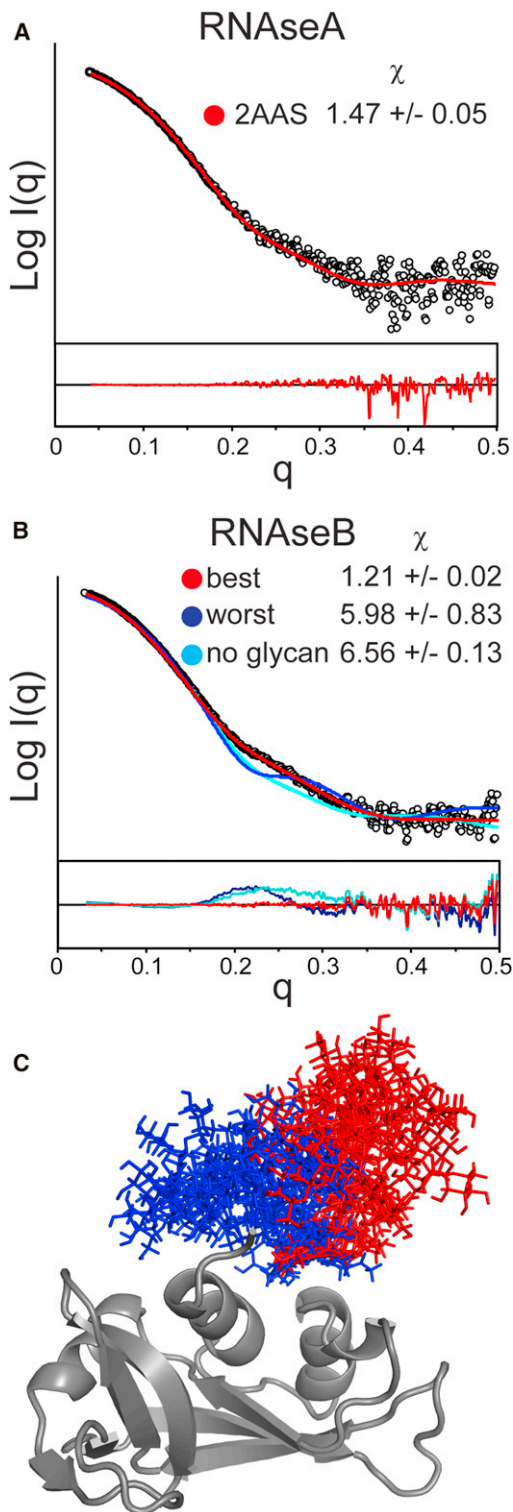 A
RNAseA
χ
2AAS 1.47 +/- 0.05
Log I(q)
0 0.1 0.2 0.3 0.4 0.5
q
B
RNAseB
χ
best 1.21 +/- 0.02
worst 5.98 +/- 0.83
no glycan 6.56 +/- 0.13
Log I(q)
0 0.1 0.2 0.3 0.4 0.5
q
C